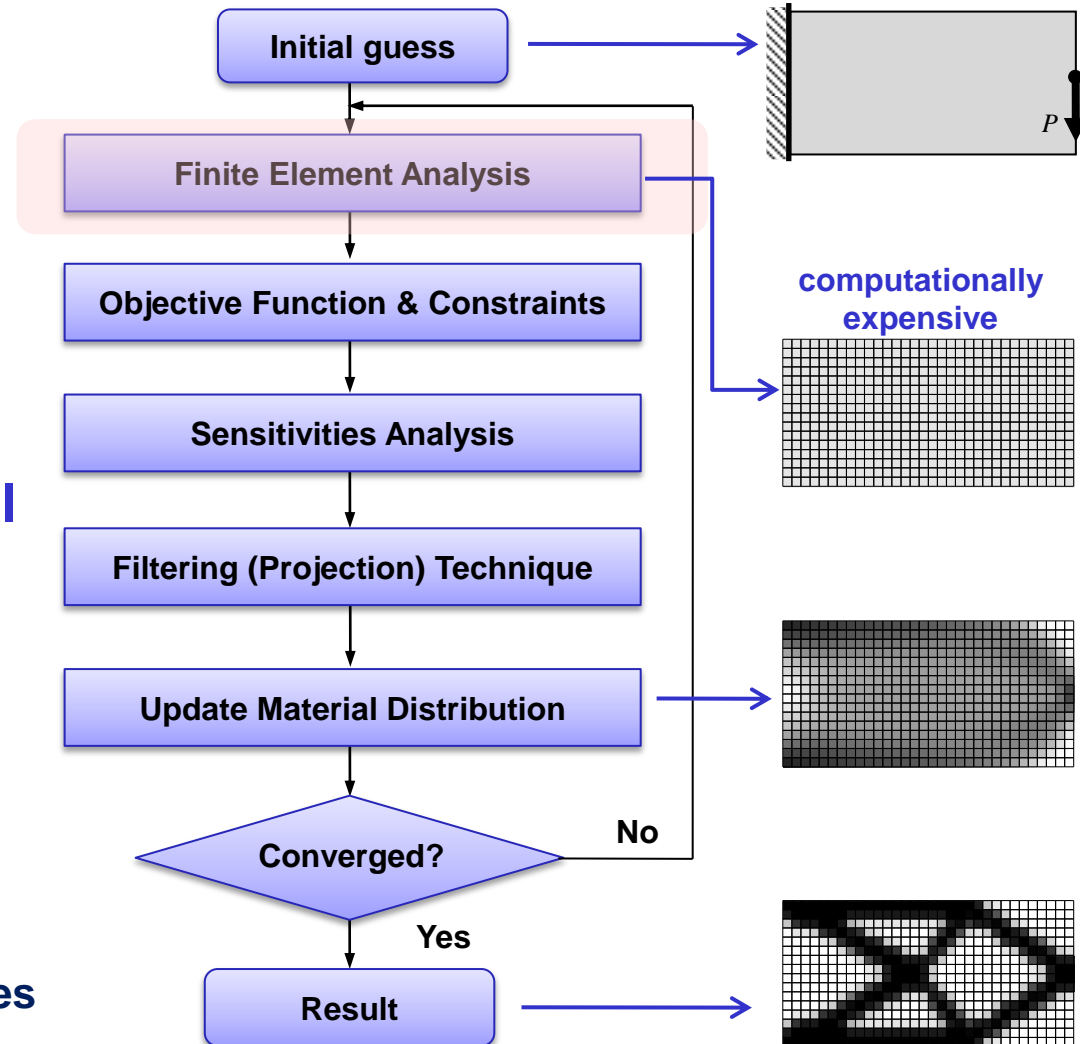 Initial guess
P
Finite Element Analysis
computationally
expensive
Objective Function & Constraints
Sensitivities Analysis
Filtering (Projection) Technique
Update Material Distribution
Converged?
No
Yes
Result
es